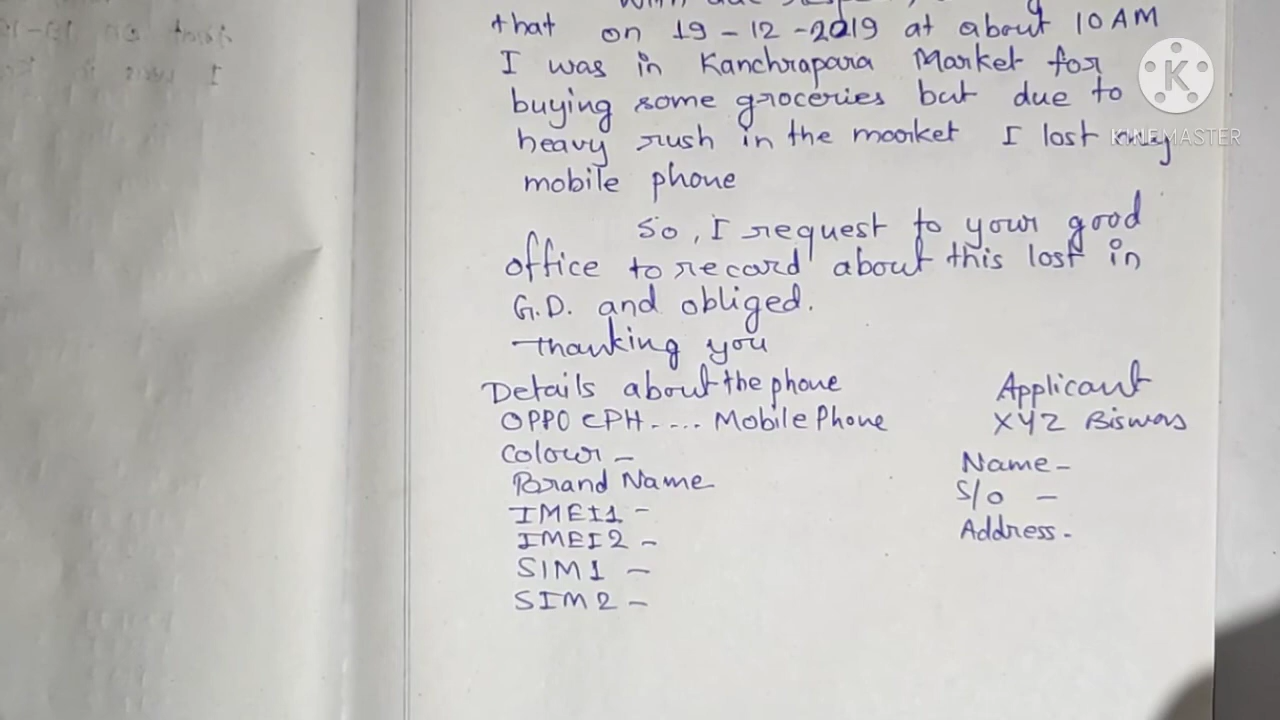 that on 19-12-2019 at about 10 AM
I was in Kanchrapara Market for
buying some groceries but due to
heavy rush in the market I lost my
mobile phone
So, I request to your good
office to record about this lost in
G.D. and obliged.
Thanking you
Details about the phone
OPPO CPH.... Mobile Phone
Colour -
Brand Name
IMEI1 -
IMEI2 -
SIM1 -
SIM2 -
Applicant
XYZ Biswas
Name -
S/o -
Address -
K
KINEMASTER